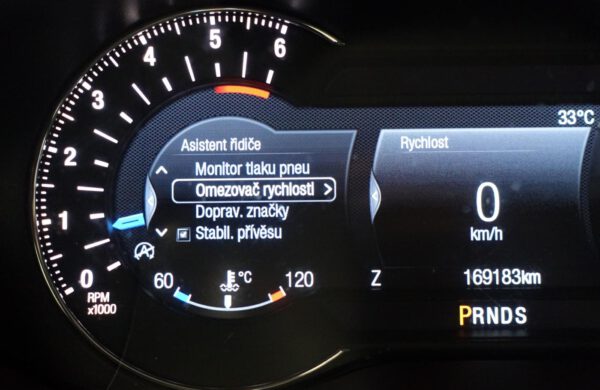 6
5
4
3
2
1
0
RPM
x1000
Asistent řidiče
Monitor tlaku pneu
Omezovač rychlosti
Doprav. značky
Stabil. přívěsu
60 °C 120
33°C
Rychlost
0
km/h
Z 169183km
PRNDS